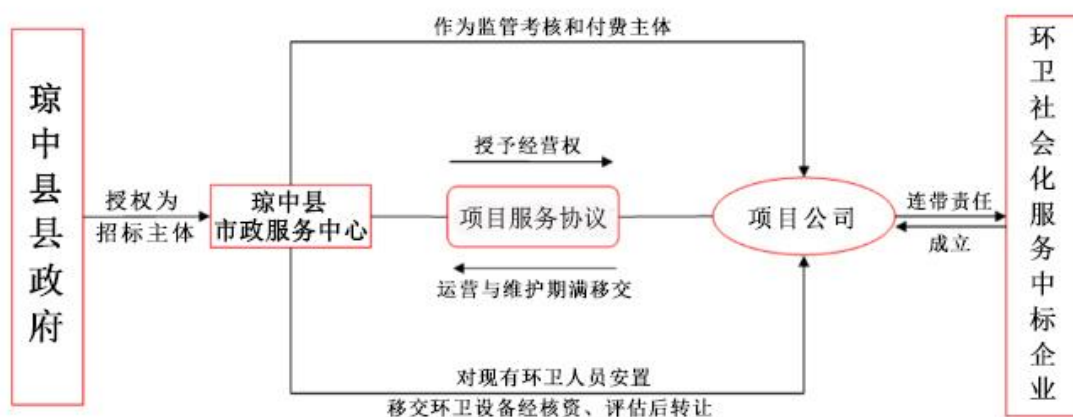 作为监管考核和付费主体
琼中县县政府
授权为
招标主体
琼中县
市政服务中心
授予经营权
项目服务协议
运营与维护期满移交
项目公司
连带责任
成立
环卫社会化服务中标企业
对现有环卫人员安置
移交环卫设备经核资、评估后转让